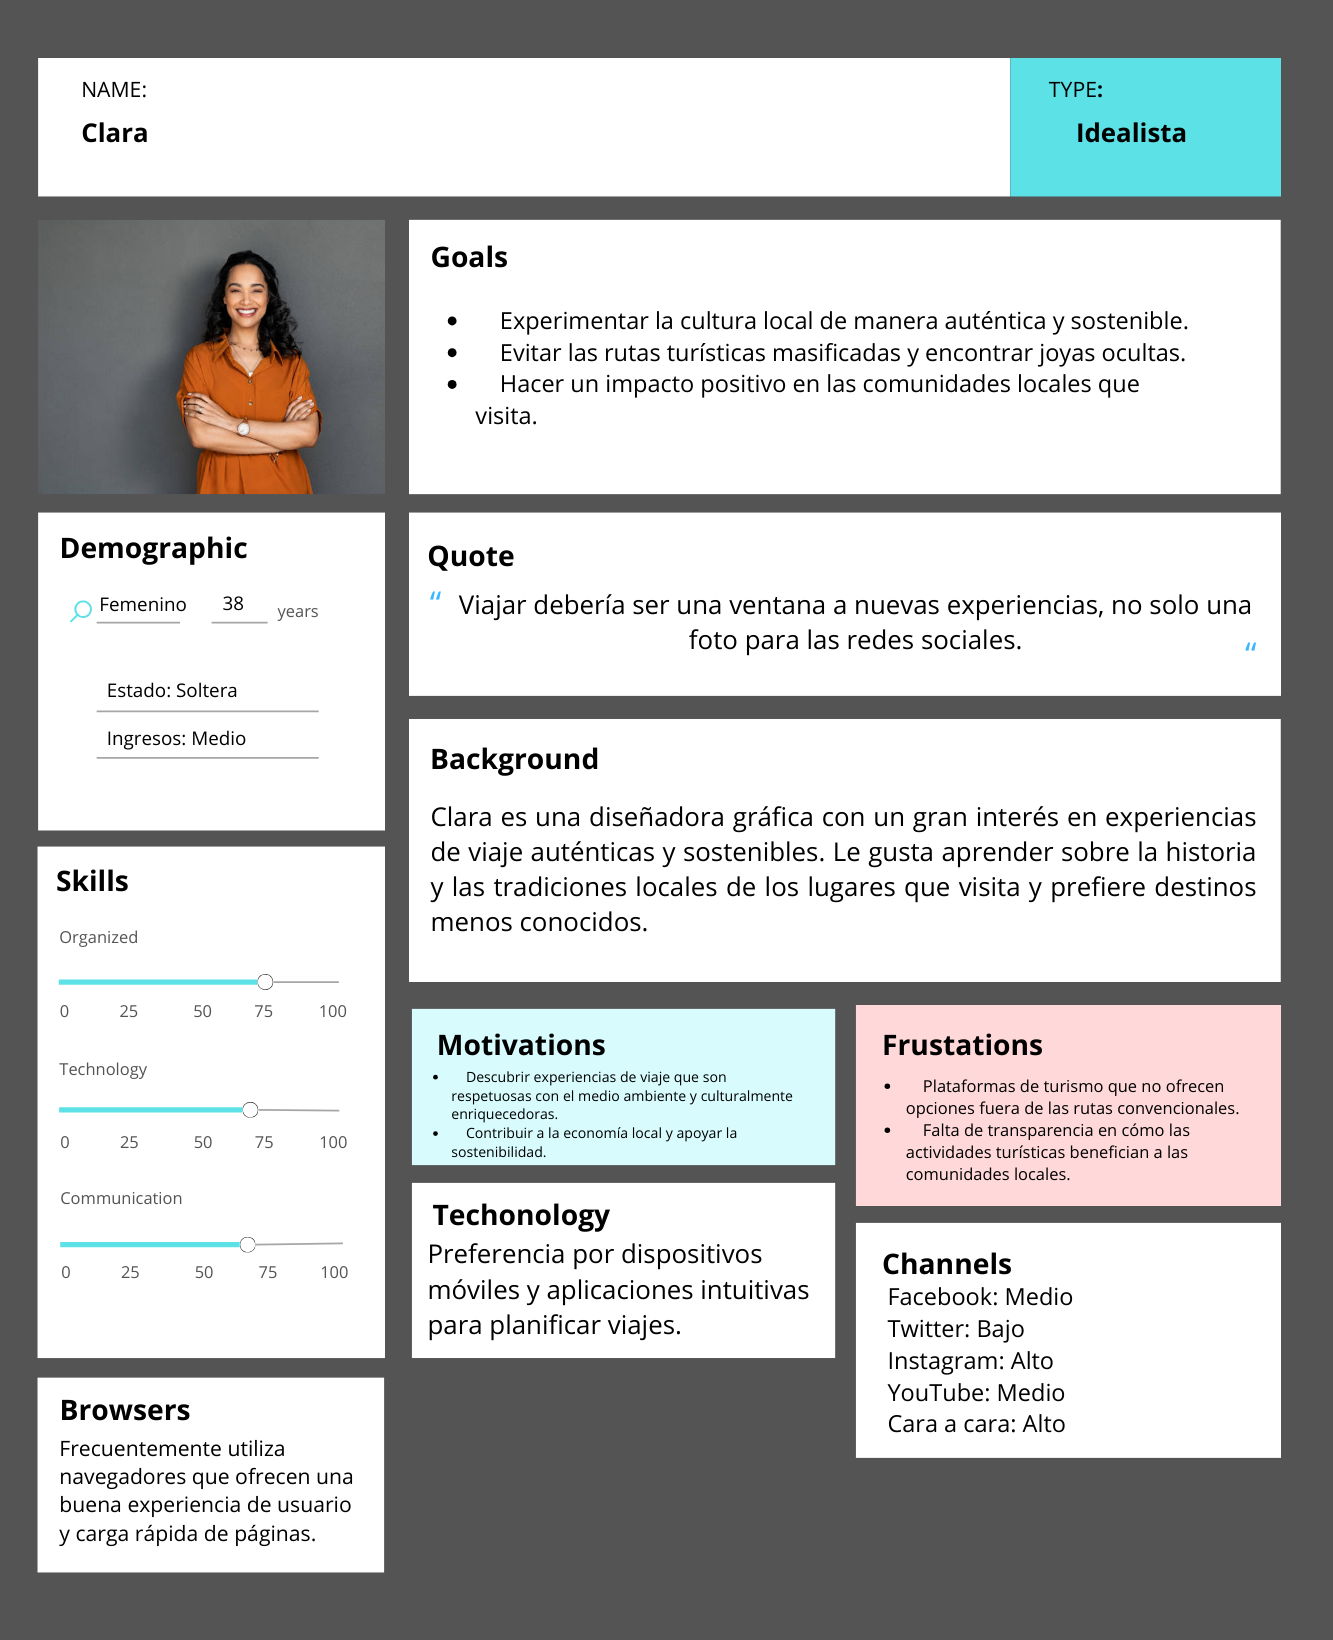 NAME:
Clara
TYPE:
Idealista
Goals
• Experimentar la cultura local de manera auténtica y sostenible.
• Evitar las rutas turísticas masificadas y encontrar joyas ocultas.
• Hacer un impacto positivo en las comunidades locales que
visita.
Demographic
Femenino 38 years
Estado: Soltera
Ingresos: Medio
Quote
“ Viajar debería ser una ventana a nuevas experiencias, no solo una
foto para las redes sociales. “
Background
Clara es una diseñadora gráfica con un gran interés en experiencias
de viaje auténticas y sostenibles. Le gusta aprender sobre la historia
y las tradiciones locales de los lugares que visita y prefiere destinos
menos conocidos.
Skills
Organized
0 25 50 75 100
Technology
0 25 50 75 100
Communication
0 25 50 75 100
Motivations
• Descubrir experiencias de viaje que son
respetuosas con el medio ambiente y culturalmente
enriquecedoras.
• Contribuir a la economía local y apoyar la
sostenibilidad.
Frustations
• Plataformas de turismo que no ofrecen
opciones fuera de las rutas convencionales.
• Falta de transparencia en cómo las
actividades turísticas benefician a las
comunidades locales.
Techonology
Preferencia por dispositivos
móviles y aplicaciones intuitivas
para planificar viajes.
Channels
Facebook: Medio
Twitter: Bajo
Instagram: Alto
YouTube: Medio
Cara a cara: Alto
Browsers
Frecuentemente utiliza
navegadores que ofrecen una
buena experiencia de usuario
y carga rápida de páginas.